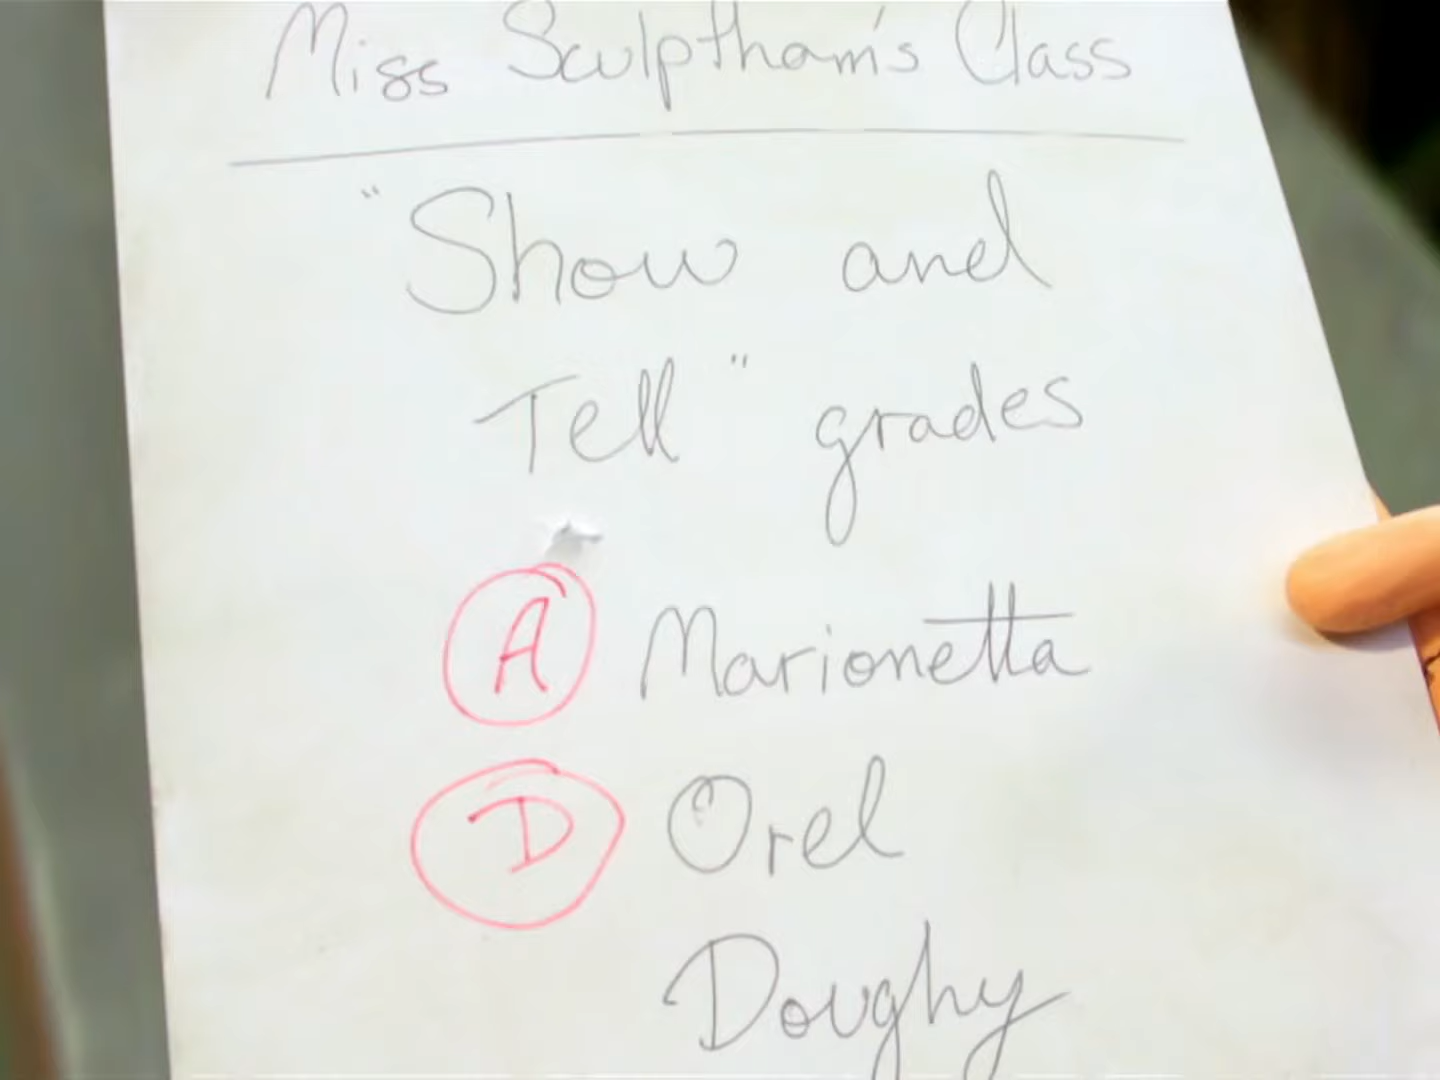 Miss Sculptham's Class
"Show and
Tell" grades
A Marionetta
D Orel
Doughy